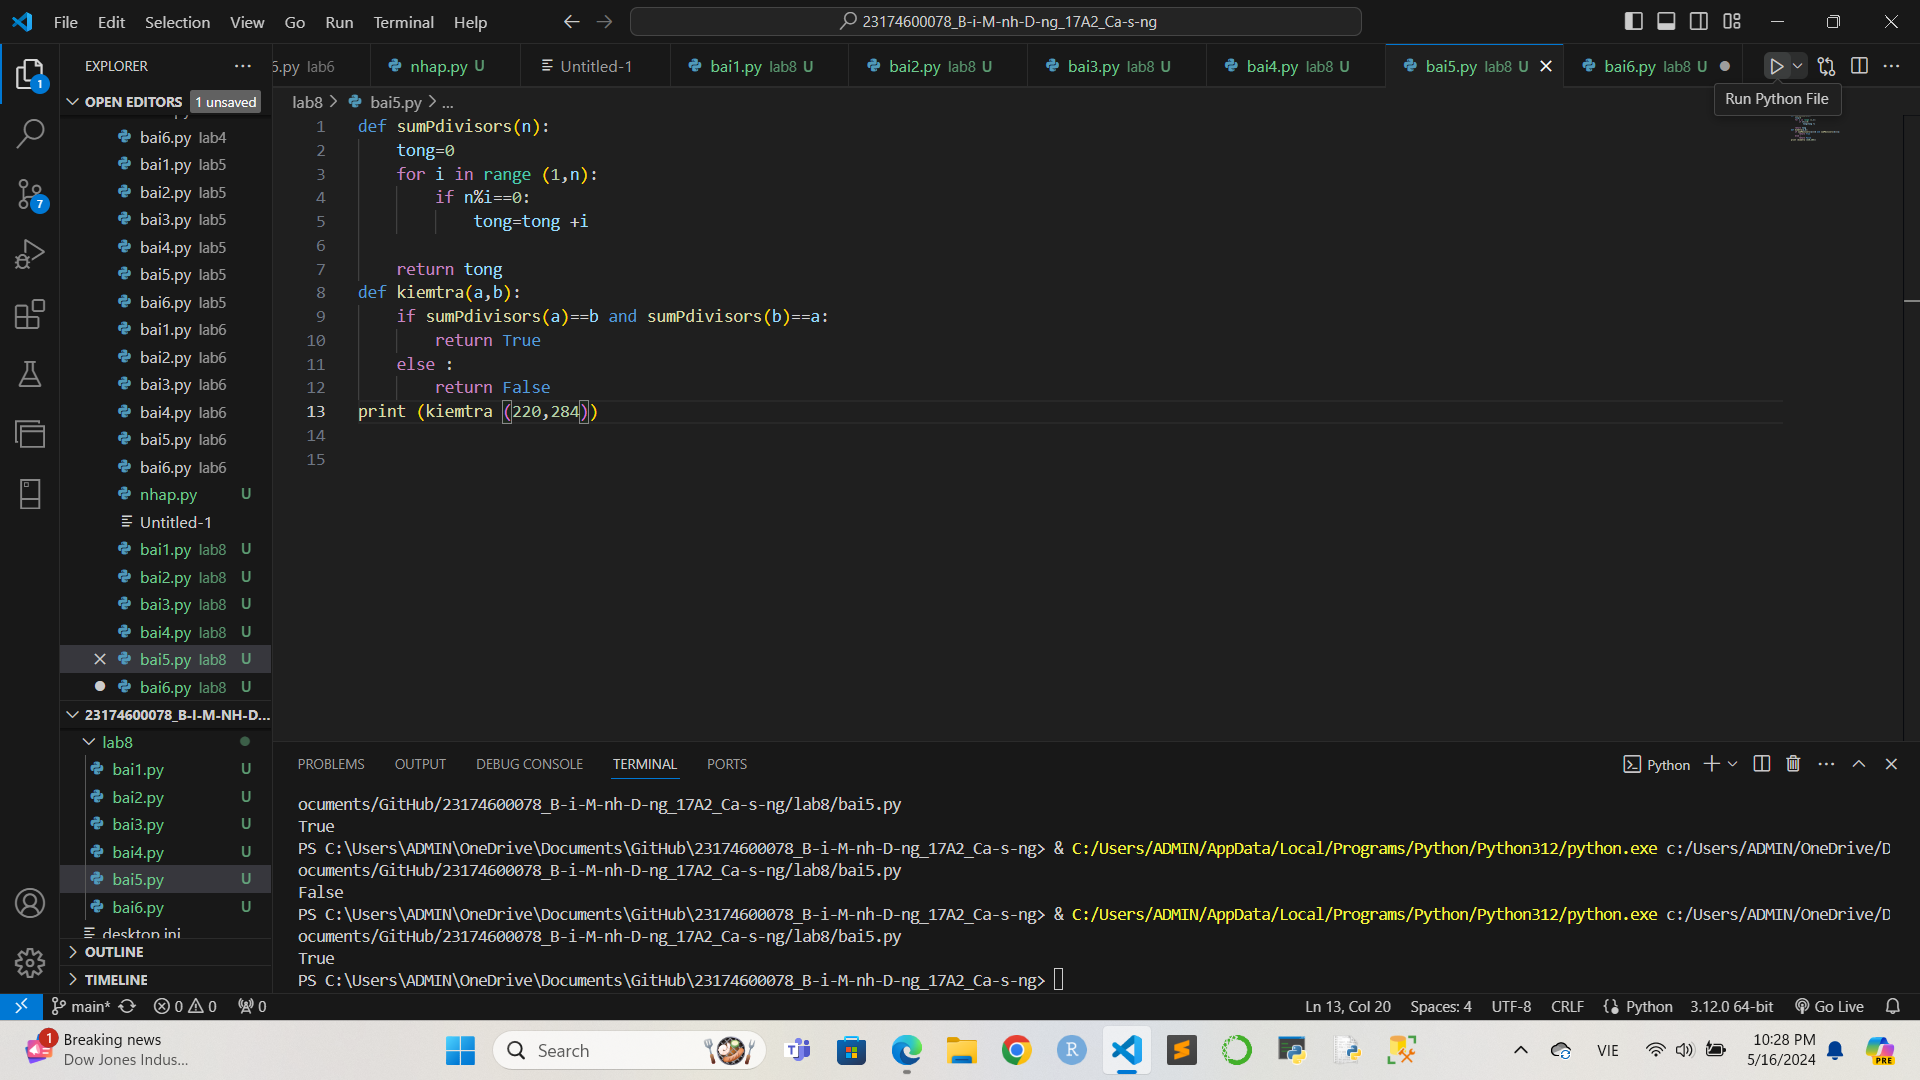 File Edit Selection View Go Run Terminal Help
23174600078_B-i-M-nh-D-ng_17A2_Ca-s-ng
EXPLORER
6.py lab6
nhap.py U
Untitled-1
bai1.py lab8 U
bai2.py lab8 U
bai3.py lab8 U
bai4.py lab8 U
bai5.py lab8 U
bai6.py lab8 U
Run Python File
OPEN EDITORS 1 unsaved
bai6.py lab4
bai1.py lab5
bai2.py lab5
bai3.py lab5
bai4.py lab5
bai5.py lab5
bai6.py lab5
bai1.py lab6
bai2.py lab6
bai3.py lab6
bai4.py lab6
bai5.py lab6
bai6.py lab6
nhap.py U
Untitled-1
bai1.py lab8 U
bai2.py lab8 U
bai3.py lab8 U
bai4.py lab8 U
bai5.py lab8 U
bai6.py lab8 U
23174600078_B-I-M-NH-D...
lab8
bai1.py U
bai2.py U
bai3.py U
bai4.py U
bai5.py U
bai6.py U
desktop.ini
OUTLINE
TIMELINE
1
7
lab8 > bai5.py > ...
1 def sumPdivisors(n):
2 tong=0
3 for i in range (1,n):
4 if n%i==0:
5 tong=tong +i
6
7 return tong
8 def kiemtra(a,b):
9 if sumPdivisors(a)==b and sumPdivisors(b)==a:
10 return True
11 else :
12 return False
13 print (kiemtra (220,284))
14
15
PROBLEMS OUTPUT DEBUG CONSOLE TERMINAL PORTS
Python
ocuments/GitHub/23174600078_B-i-M-nh-D-ng_17A2_Ca-s-ng/lab8/bai5.py
True
PS C:\Users\ADMIN\OneDrive\Documents\GitHub\23174600078_B-i-M-nh-D-ng_17A2_Ca-s-ng> & C:/Users/ADMIN/AppData/Local/Programs/Python/Python312/python.exe c:/Users/ADMIN/OneDrive/D
ocuments/GitHub/23174600078_B-i-M-nh-D-ng_17A2_Ca-s-ng/lab8/bai5.py
False
PS C:\Users\ADMIN\OneDrive\Documents\GitHub\23174600078_B-i-M-nh-D-ng_17A2_Ca-s-ng> & C:/Users/ADMIN/AppData/Local/Programs/Python/Python312/python.exe c:/Users/ADMIN/OneDrive/D
ocuments/GitHub/23174600078_B-i-M-nh-D-ng_17A2_Ca-s-ng/lab8/bai5.py
True
PS C:\Users\ADMIN\OneDrive\Documents\GitHub\23174600078_B-i-M-nh-D-ng_17A2_Ca-s-ng>
main* 0 0 0
Ln 13, Col 20 Spaces: 4 UTF-8 CRLF Python 3.12.0 64-bit Go Live
1 Breaking news
Dow Jones Indus...
Search
VIE
10:28 PM
5/16/2024
PRE